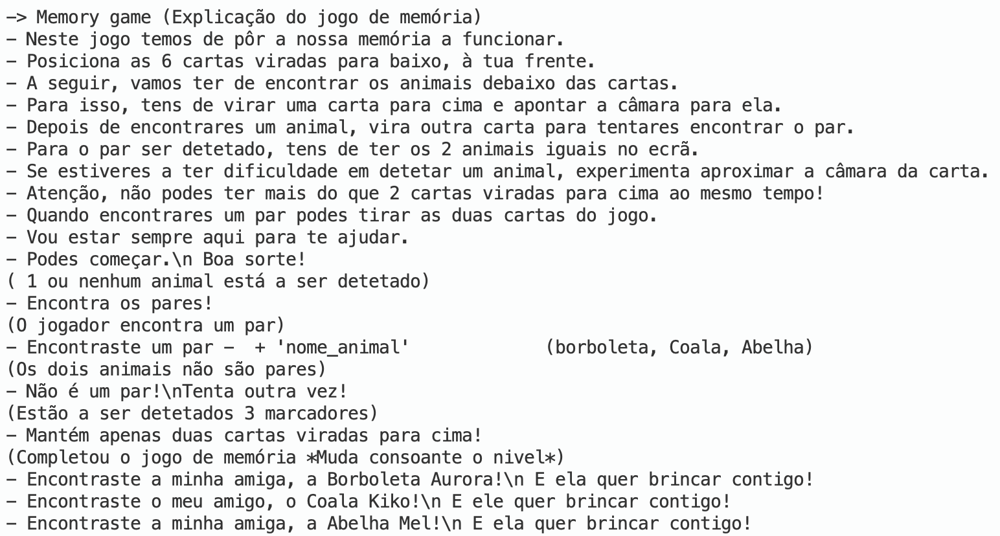 –> Memory game (Explicação do jogo de memória)
– Neste jogo temos de pôr a nossa memória a funcionar.
– Posiciona as 6 cartas viradas para baixo, à tua frente.
– A seguir, vamos ter de encontrar os animais debaixo das cartas.
– Para isso, tens de virar uma carta para cima e apontar a câmara para ela.
– Depois de encontrares um animal, vira outra carta para tentares encontrar o par.
– Para o par ser detetado, tens de ter os 2 animais iguais no ecrã.
– Se estiveres a ter dificuldade em detetar um animal, experimenta aproximar a câmara da carta.
– Atenção, não podes ter mais do que 2 cartas viradas para cima ao mesmo tempo!
– Quando encontrares um par podes tirar as duas cartas do jogo.
– Vou estar sempre aqui para te ajudar.
– Podes começar.\n Boa sorte!
( 1 ou nenhum animal está a ser detetado)
– Encontra os pares!
(O jogador encontra um par)
– Encontraste um par –  + 'nome_animal'             (borboleta, Coala, Abelha)
(Os dois animais não são pares)
– Não é um par!\nTenta outra vez!
(Estão a ser detetados 3 marcadores)
– Mantém apenas duas cartas viradas para cima!
(Completou o jogo de memória *Muda consoante o nivel*)
– Encontraste a minha amiga, a Borboleta Aurora!\n E ela quer brincar contigo!
– Encontraste o meu amigo, o Coala Kiko!\n E ele quer brincar contigo!
– Encontraste a minha amiga, a Abelha Mel!\n E ela quer brincar contigo!